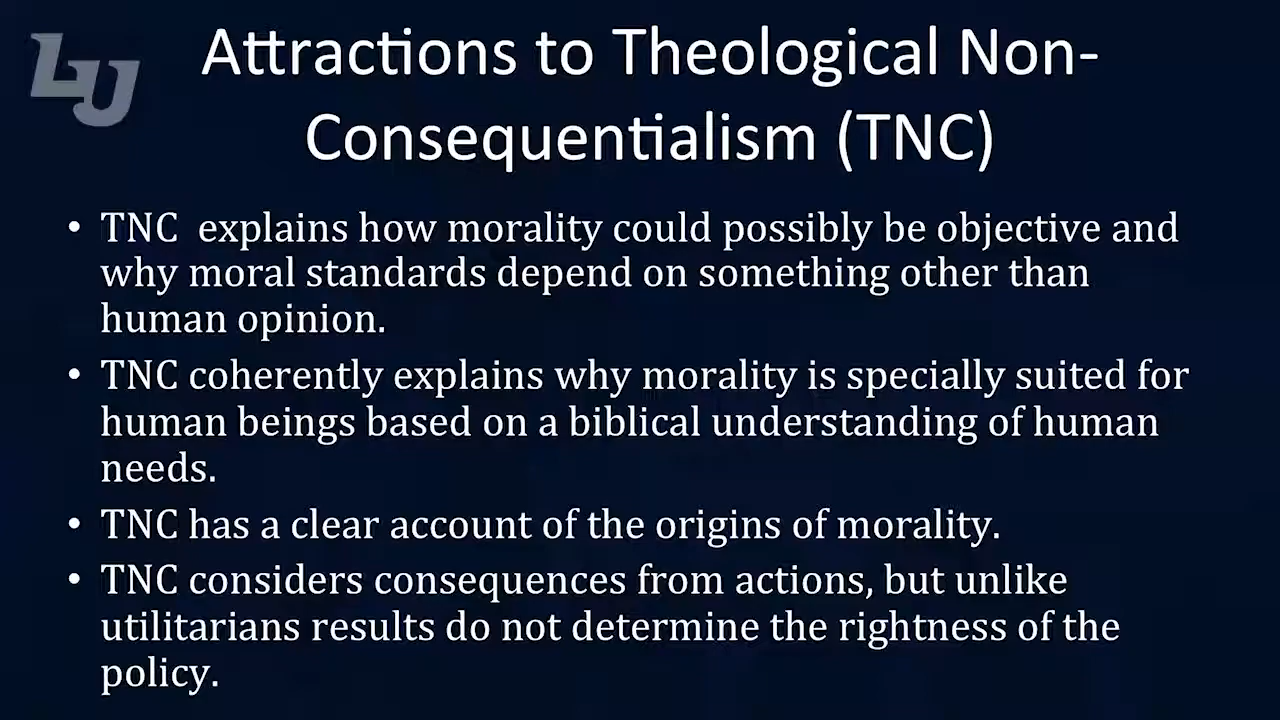 LU
Attractions to Theological Non-
Consequentialism (TNC)
• TNC  explains how morality could possibly be objective and
why moral standards depend on something other than
human opinion.
• TNC coherently explains why morality is specially suited for
human beings based on a biblical understanding of human
needs.
• TNC has a clear account of the origins of morality.
• TNC considers consequences from actions, but unlike
utilitarians results do not determine the rightness of the
policy.